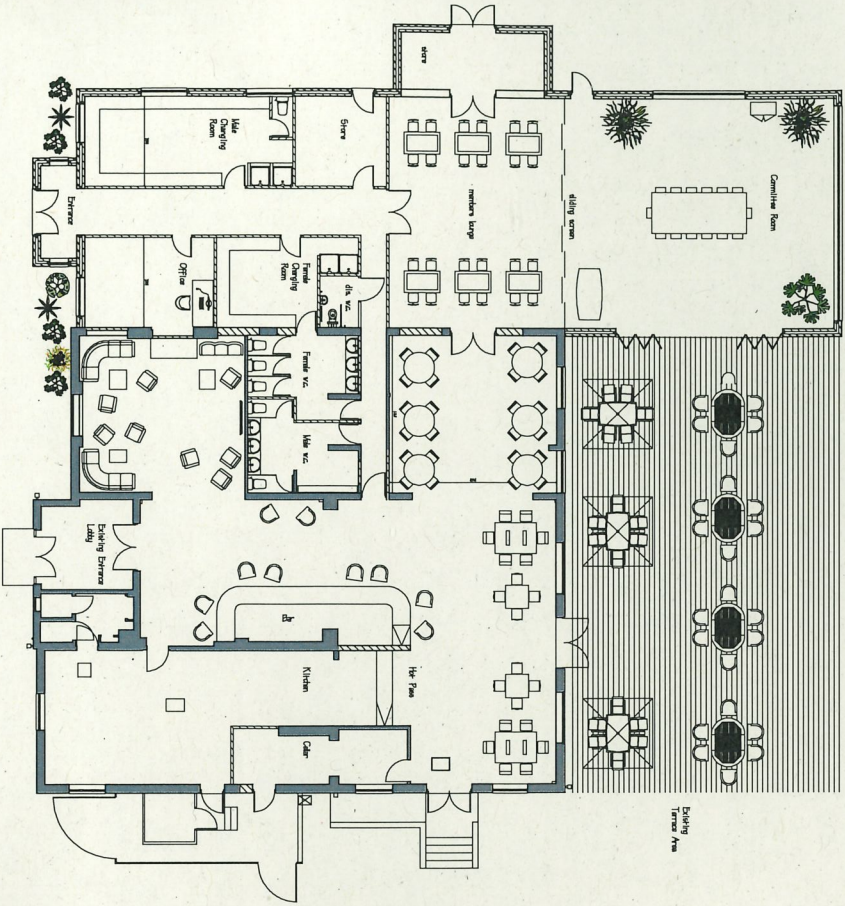 store
Male
Changing
Room
Store
members lounge
sliding screen
Committee Room
Entrance
Office
Female
Changing
Room
dis. w.c.
Female w.c.
Male w.c.
Existing Entrance
Lobby
Bar
Kitchen
Hot Pass
Cellar
Existing
Terrace Area